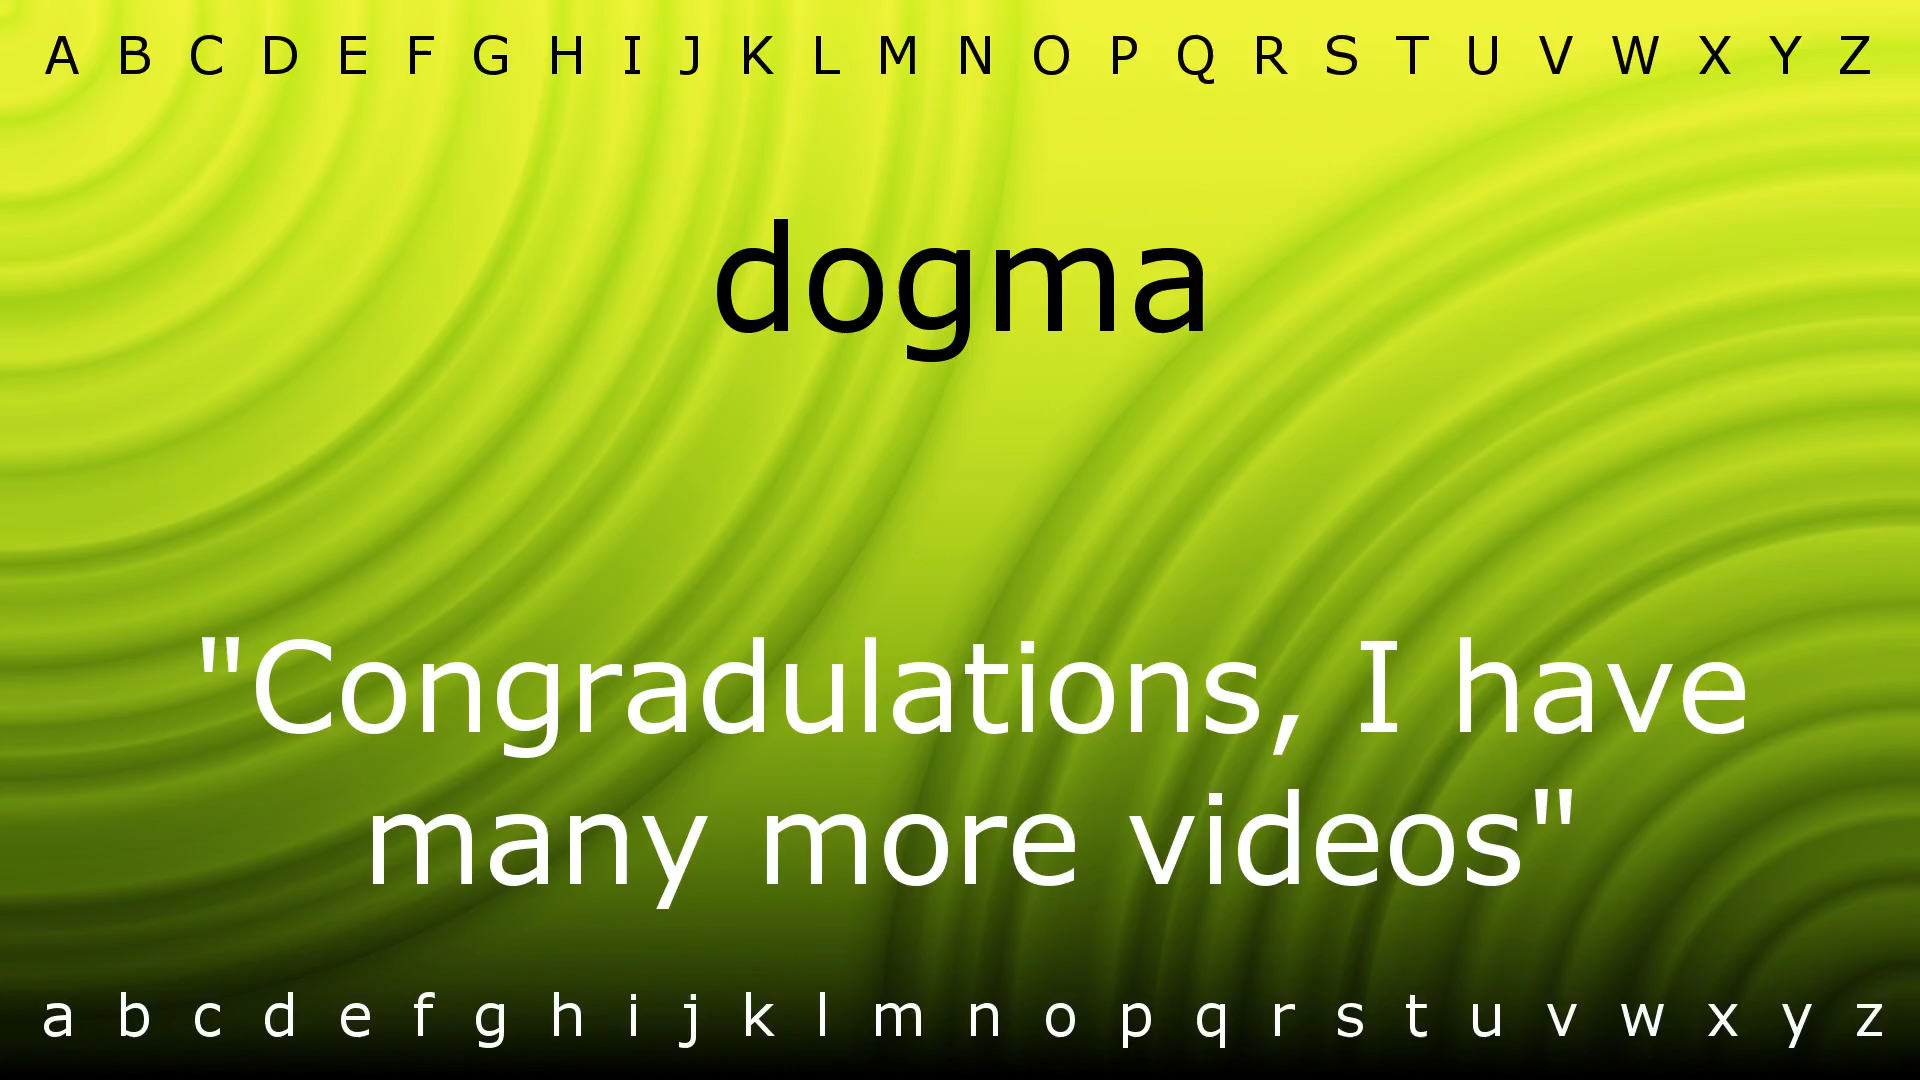 A B C D E F G H I J K L M N O P Q R S T U V W X Y Z
dogma
"Congradulations, I have
many more videos"
a b c d e f g h i j k l m n o p q r s t u v w x y z